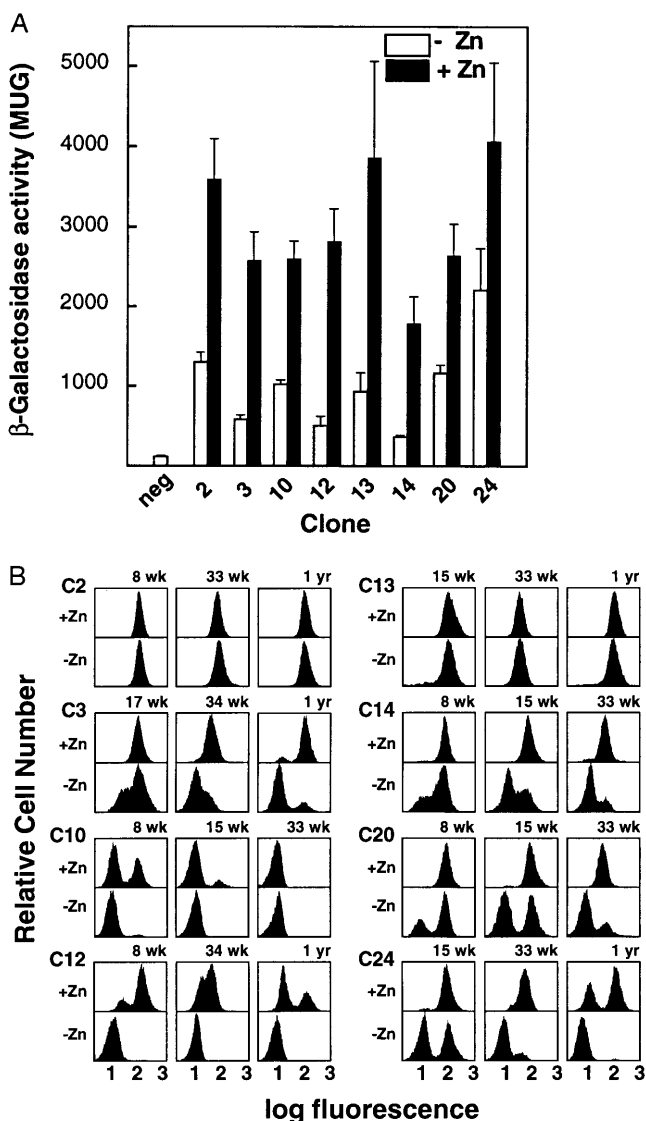 A
β-Galactosidase activity (MUG)
- Zn
+ Zn
5000
4000
3000
2000
1000
neg 2 3 10 12 13 14 20 24
Clone
B
Relative Cell Number
C2 8 wk 33 wk 1 yr
+Zn
-Zn
C3 17 wk 34 wk 1 yr
+Zn
-Zn
C10 8 wk 15 wk 33 wk
+Zn
-Zn
C12 8 wk 34 wk 1 yr
+Zn
-Zn
1 2 3 1 2 3 1 2 3
C13 15 wk 33 wk 1 yr
+Zn
-Zn
C14 8 wk 15 wk 33 wk
+Zn
-Zn
C20 8 wk 15 wk 33 wk
+Zn
-Zn
C24 15 wk 33 wk 1 yr
+Zn
-Zn
1 2 3 1 2 3 1 2 3
log fluorescence